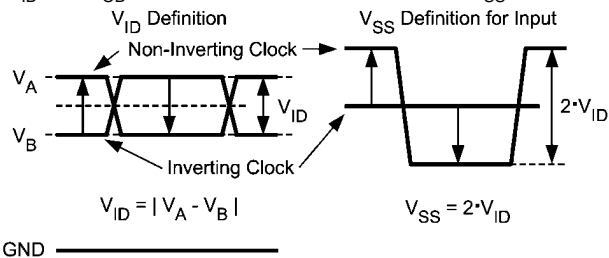 V_ID Definition
V_SS Definition for Input
Non-Inverting Clock
V_A
V_ID
2·V_ID
V_B
Inverting Clock
V_ID = | V_A - V_B |
V_SS = 2·V_ID
GND